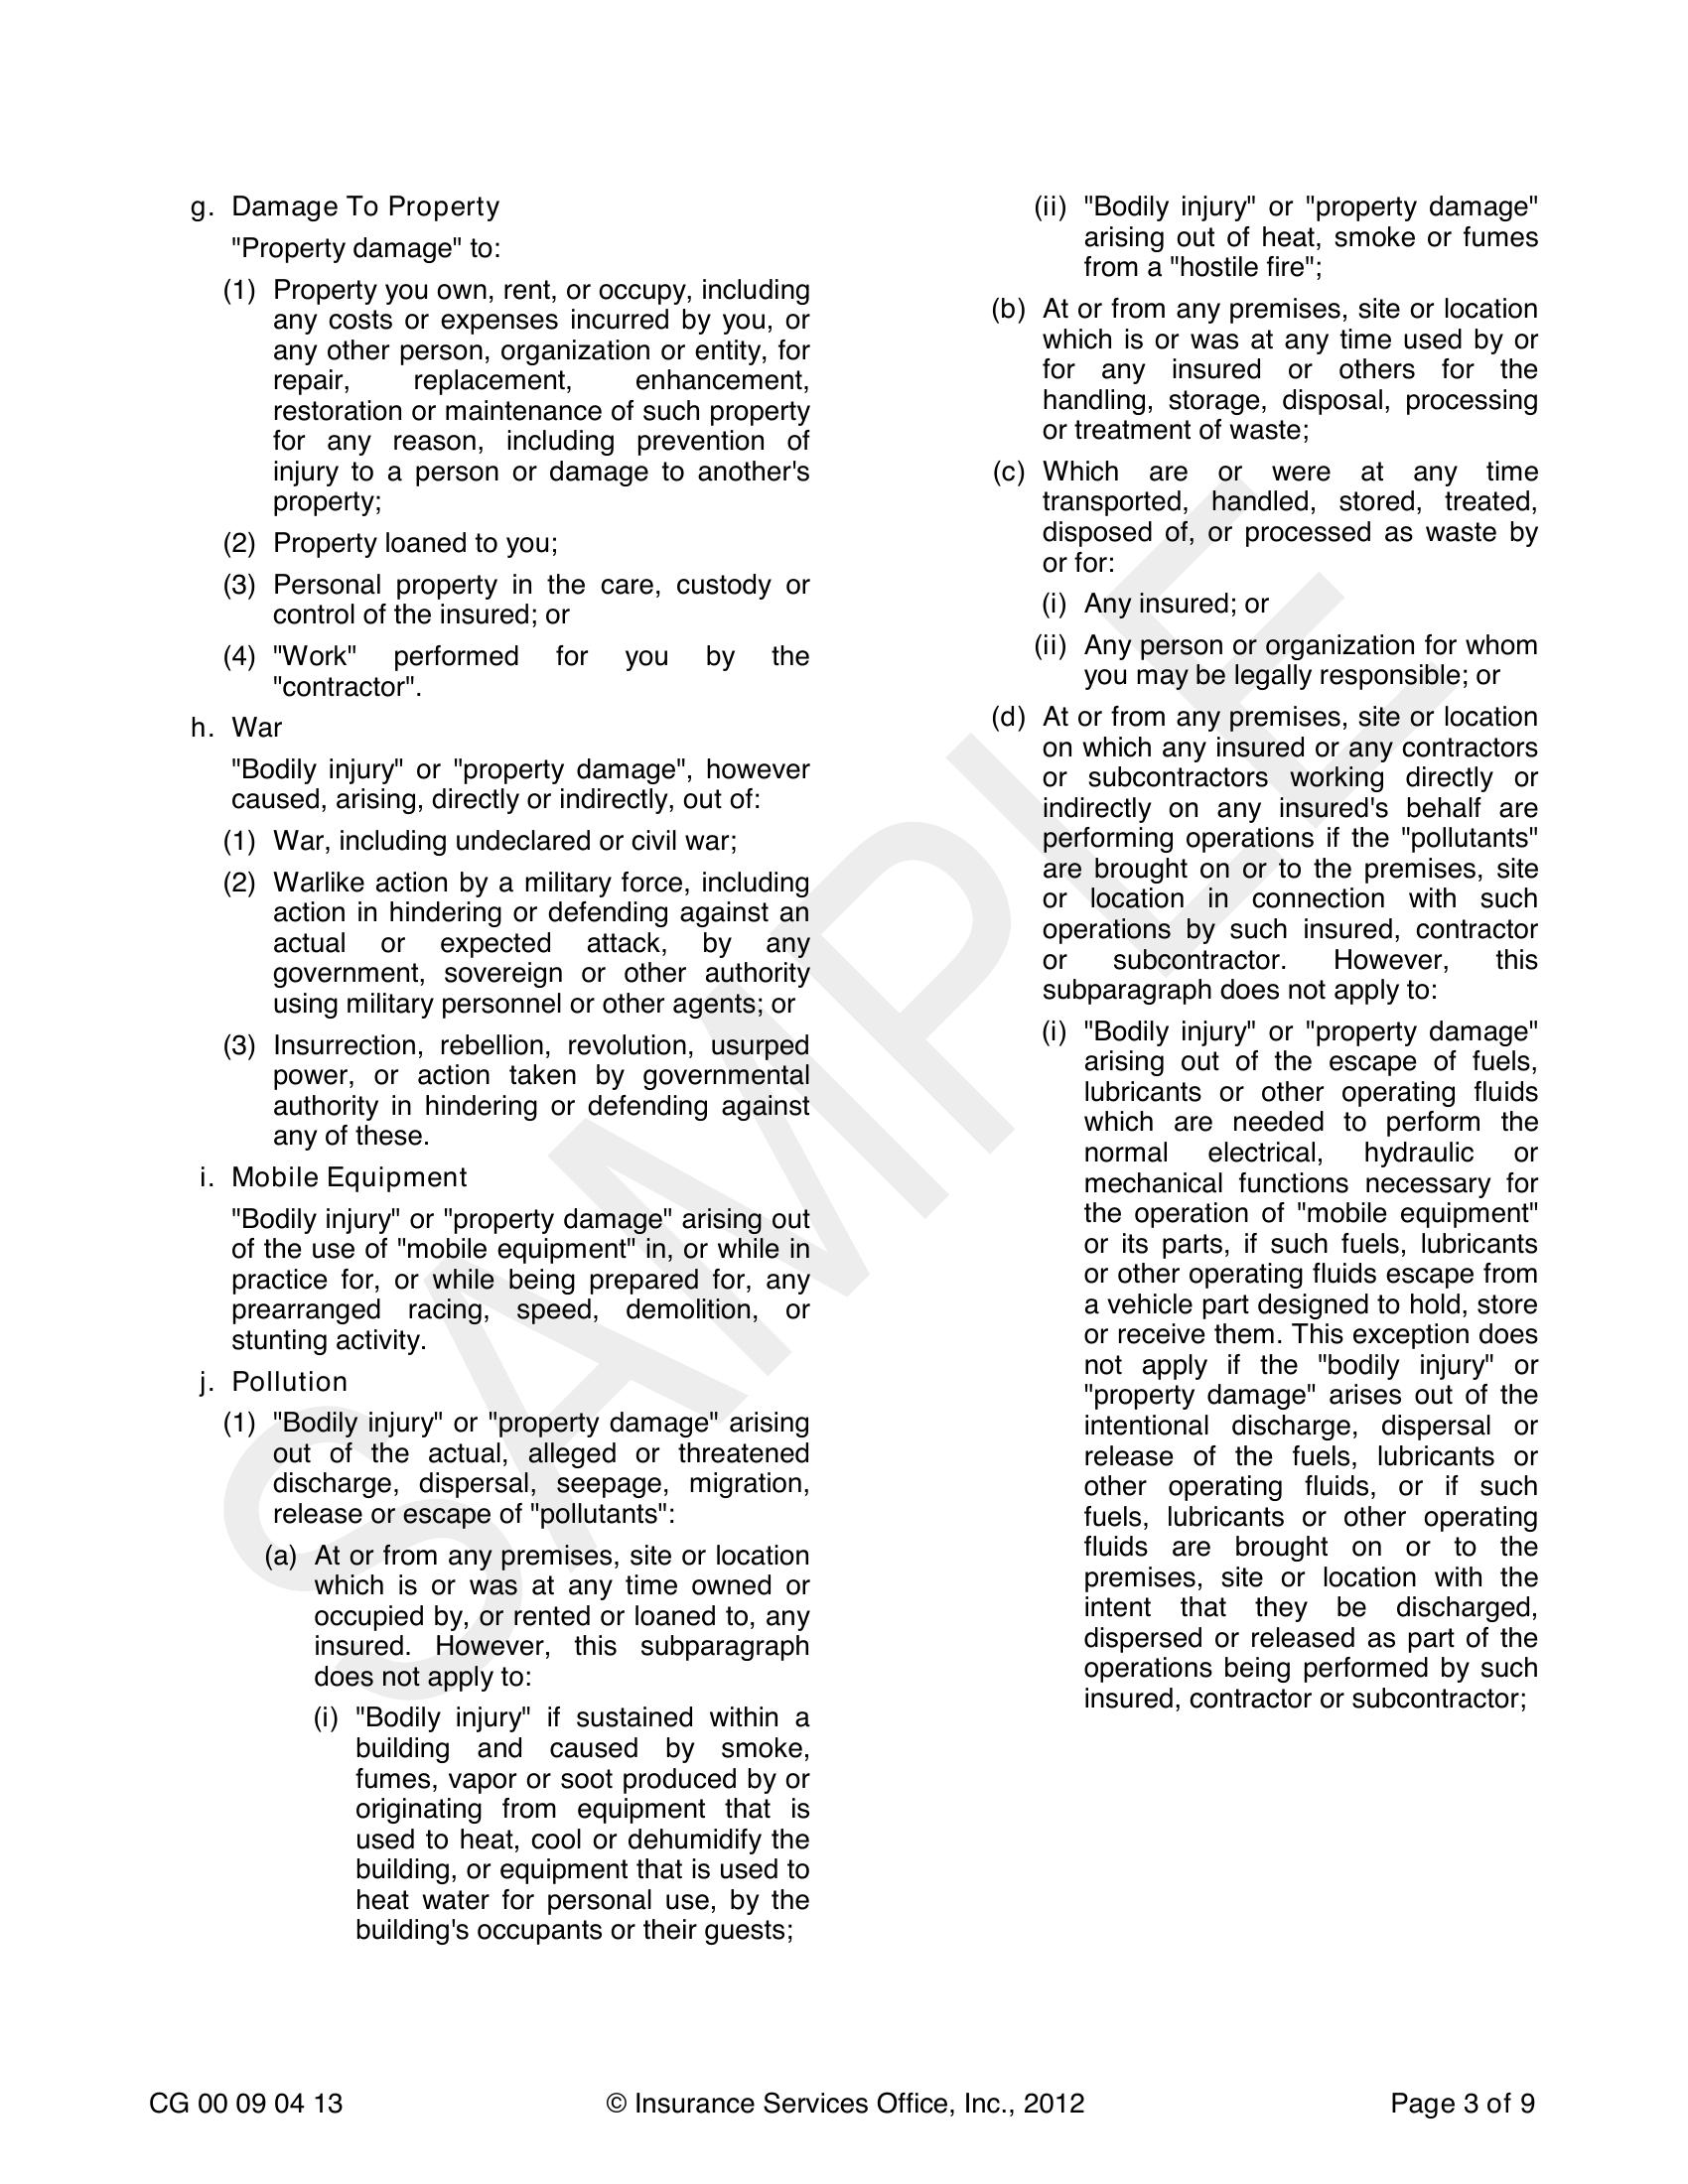 g. Damage To Property
"Property damage" to:
(1) Property you own, rent, or occupy, including
any costs or expenses incurred by you, or
any other person, organization or entity, for
repair, replacement, enhancement,
restoration or maintenance of such property
for any reason, including prevention of
injury to a person or damage to another's
property;
(2) Property loaned to you;
(3) Personal property in the care, custody or
control of the insured; or
(4) "Work" performed for you by the
"contractor".
h. War
"Bodily injury" or "property damage", however
caused, arising, directly or indirectly, out of:
(1) War, including undeclared or civil war;
(2) Warlike action by a military force, including
action in hindering or defending against an
actual or expected attack, by any
government, sovereign or other authority
using military personnel or other agents; or
(3) Insurrection, rebellion, revolution, usurped
power, or action taken by governmental
authority in hindering or defending against
any of these.
i. Mobile Equipment
"Bodily injury" or "property damage" arising out
of the use of "mobile equipment" in, or while in
practice for, or while being prepared for, any
prearranged racing, speed, demolition, or
stunting activity.
j. Pollution
(1) "Bodily injury" or "property damage" arising
out of the actual, alleged or threatened
discharge, dispersal, seepage, migration,
release or escape of "pollutants":
(a) At or from any premises, site or location
which is or was at any time owned or
occupied by, or rented or loaned to, any
insured. However, this subparagraph
does not apply to:
(i) "Bodily injury" if sustained within a
building and caused by smoke,
fumes, vapor or soot produced by or
originating from equipment that is
used to heat, cool or dehumidify the
building, or equipment that is used to
heat water for personal use, by the
building's occupants or their guests;
(ii) "Bodily injury" or "property damage"
arising out of heat, smoke or fumes
from a "hostile fire";
(b) At or from any premises, site or location
which is or was at any time used by or
for any insured or others for the
handling, storage, disposal, processing
or treatment of waste;
(c) Which are or were at any time
transported, handled, stored, treated,
disposed of, or processed as waste by
or for:
(i) Any insured; or
(ii) Any person or organization for whom
you may be legally responsible; or
(d) At or from any premises, site or location
on which any insured or any contractors
or subcontractors working directly or
indirectly on any insured's behalf are
performing operations if the "pollutants"
are brought on or to the premises, site
or location in connection with such
operations by such insured, contractor
or subcontractor. However, this
subparagraph does not apply to:
(i) "Bodily injury" or "property damage"
arising out of the escape of fuels,
lubricants or other operating fluids
which are needed to perform the
normal electrical, hydraulic or
mechanical functions necessary for
the operation of "mobile equipment"
or its parts, if such fuels, lubricants
or other operating fluids escape from
a vehicle part designed to hold, store
or receive them. This exception does
not apply if the "bodily injury" or
"property damage" arises out of the
intentional discharge, dispersal or
release of the fuels, lubricants or
other operating fluids, or if such
fuels, lubricants or other operating
fluids are brought on or to the
premises, site or location with the
intent that they be discharged,
dispersed or released as part of the
operations being performed by such
insured, contractor or subcontractor;
SAMPLE
CG 00 09 04 13 © Insurance Services Office, Inc., 2012 Page 3 of 9